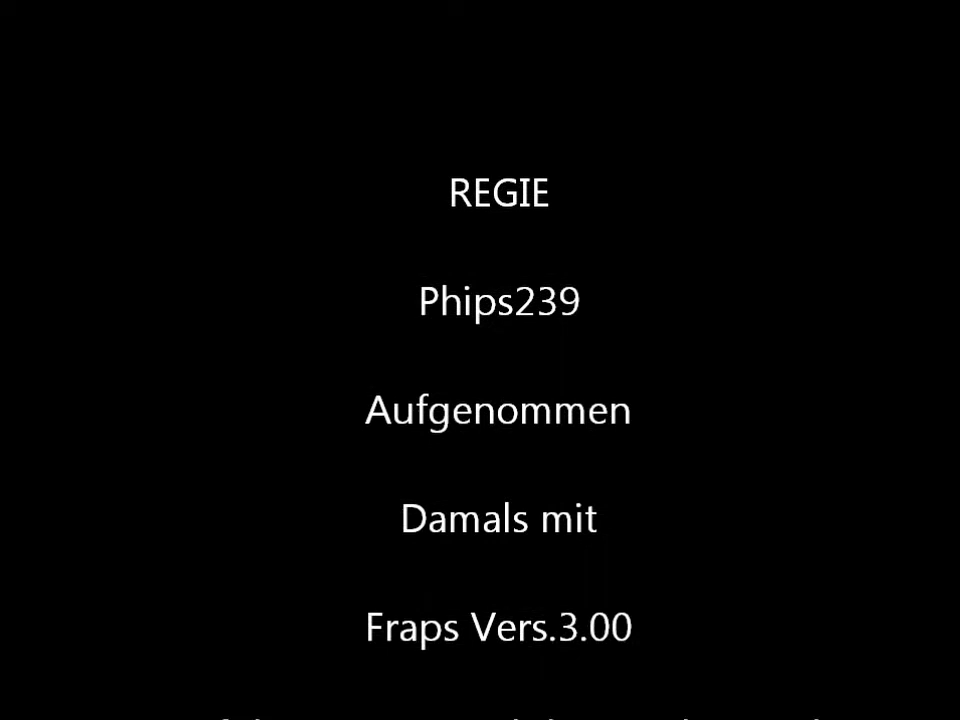 REGIE
Phips239
Aufgenommen
Damals mit
Fraps Vers.3.00